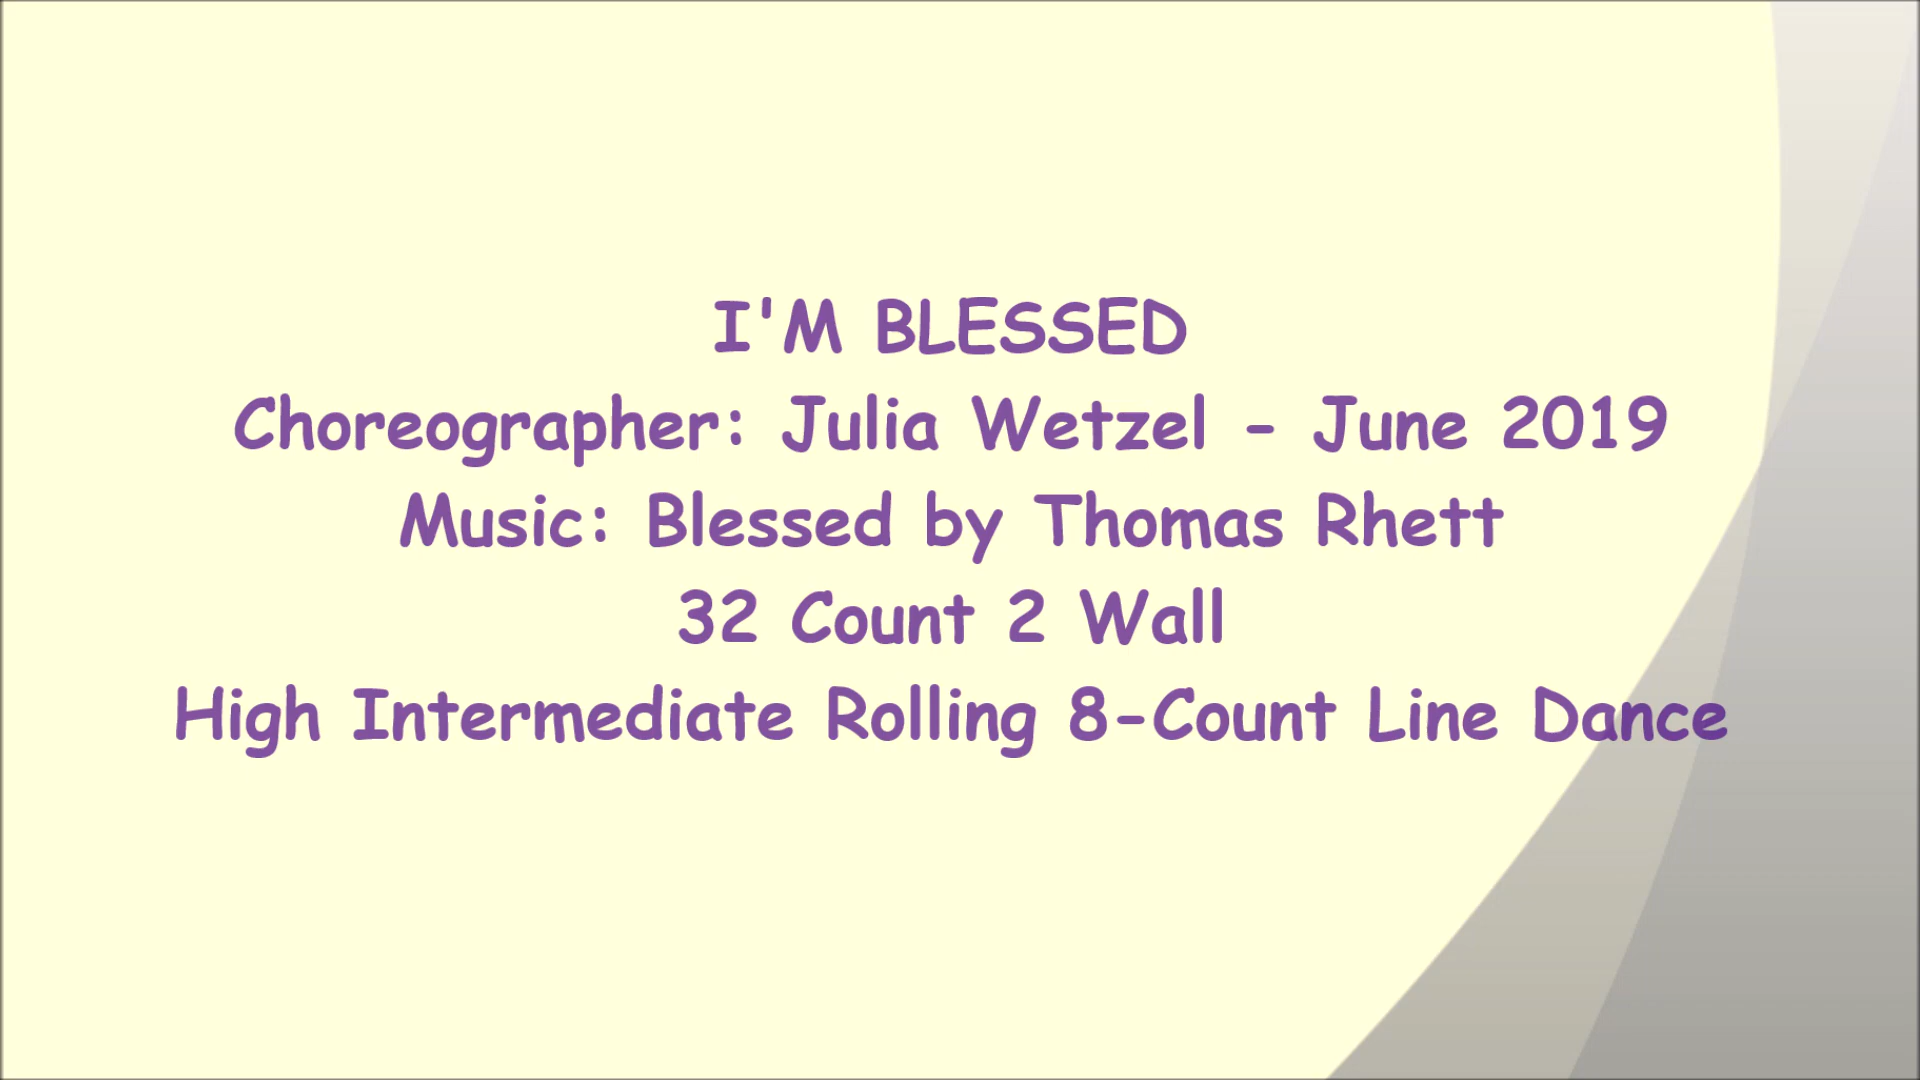 I'M BLESSED
Choreographer: Julia Wetzel - June 2019
Music: Blessed by Thomas Rhett
32 Count 2 Wall
High Intermediate Rolling 8-Count Line Dance